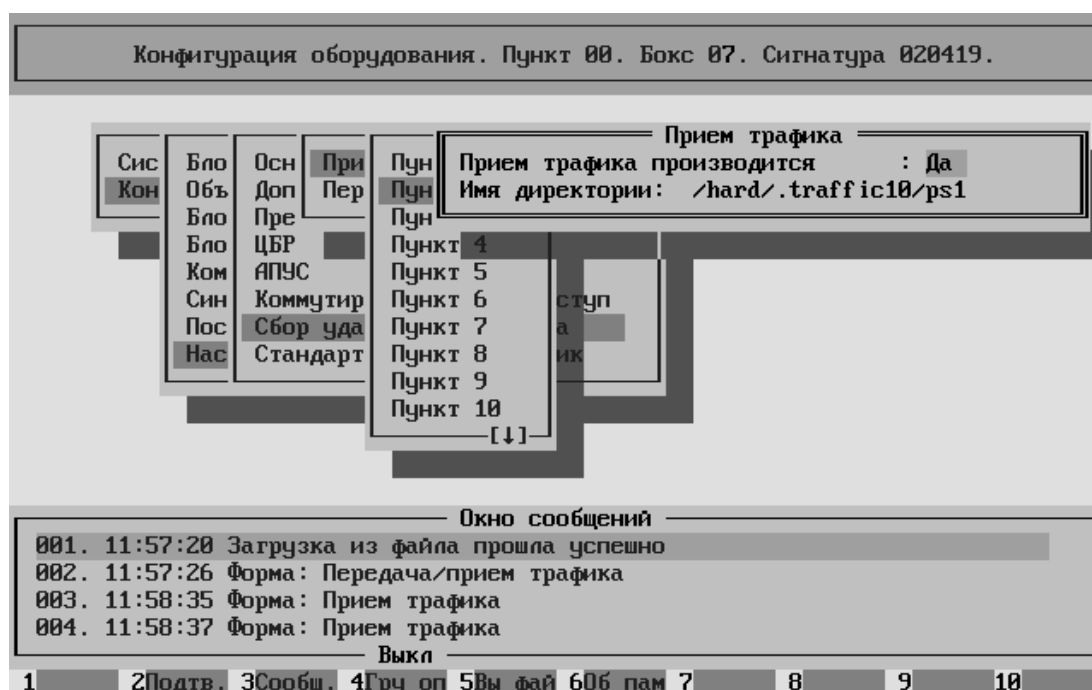 Конфигурация оборудования. Пункт 00. Бокс 07. Сигнатура 020419.
Прием трафика
Сис Бло Осн При Пун Прием трафика производится : Да
Кон Объ Доп Пер Пун Имя директории: /hard/.traffic10/ps1
Бло Пре Пун
Бло ЦБР Пункт 4
Ком АПУС Пункт 5
Син Коммутир Пункт 6 ступ
Пос Сбор уда Пункт 7 а
Нас Стандарт Пункт 8 ик
Пункт 9
Пункт 10
[↓]
Окно сообщений
001. 11:57:20 Загрузка из файла прошла успешно
002. 11:57:26 Форма: Передача/прием трафика
003. 11:58:35 Форма: Прием трафика
004. 11:58:37 Форма: Прием трафика
Выкл
1 2Подтв. 3Сообщ. 4Гру оп 5Вы фай 6Об пам 7 8 9 10